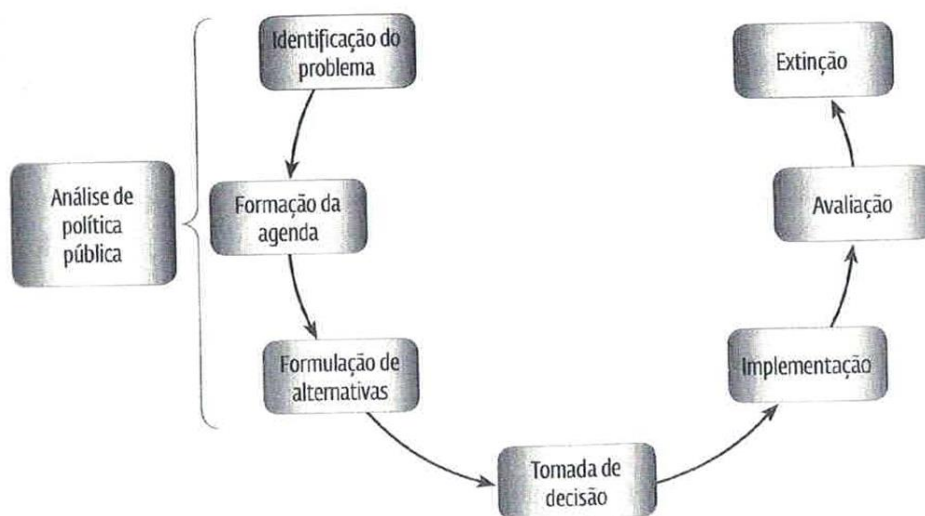 Identificação do
problema
Extinção
Análise de
política
pública
Formação da
agenda
Avaliação
Formulação de
alternativas
Implementação
Tomada de
decisão